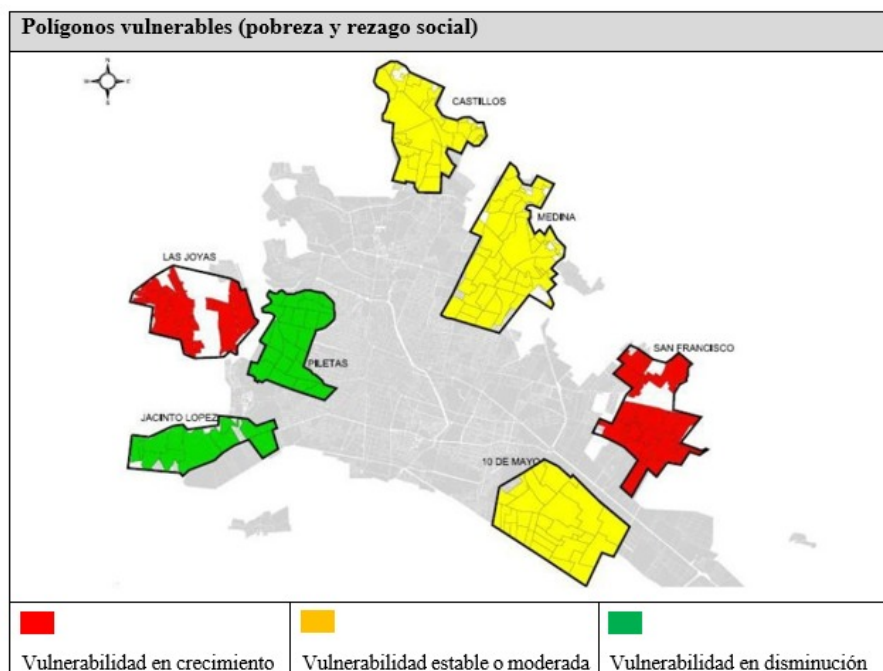 Polígonos vulnerables (pobreza y rezago social)
N
W
E
S
CASTILLOS
MEDINA
LAS JOYAS
SAN FRANCISCO
PILETAS
JACINTO LOPEZ
10 DE MAYO
Vulnerabilidad en crecimiento
Vulnerabilidad estable o moderada
Vulnerabilidad en disminución